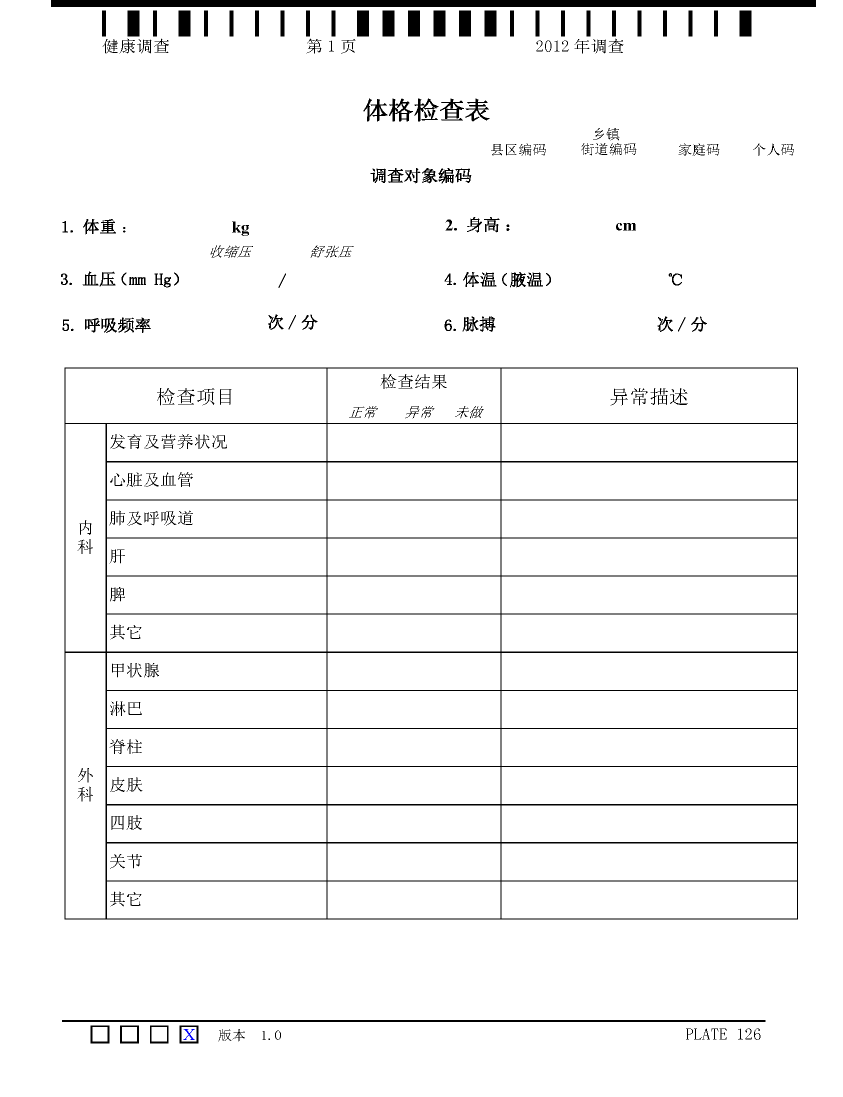 健康调查 第 1 页 2012 年调查
体格检查表
乡镇
县区编码 街道编码 家庭码 个人码
调查对象编码
1. 体重： kg 2. 身高： cm
收缩压 舒张压
3. 血压（mm Hg） / 4. 体温（腋温） ℃
5. 呼吸频率 次 / 分 6. 脉搏 次 / 分
检查项目 检查结果 异常描述
正常 异常 未做
内科
发育及营养状况
心脏及血管
肺及呼吸道
肝
脾
其它
外科
甲状腺
淋巴
脊柱
皮肤
四肢
关节
其它
X 版本 1.0 PLATE 126